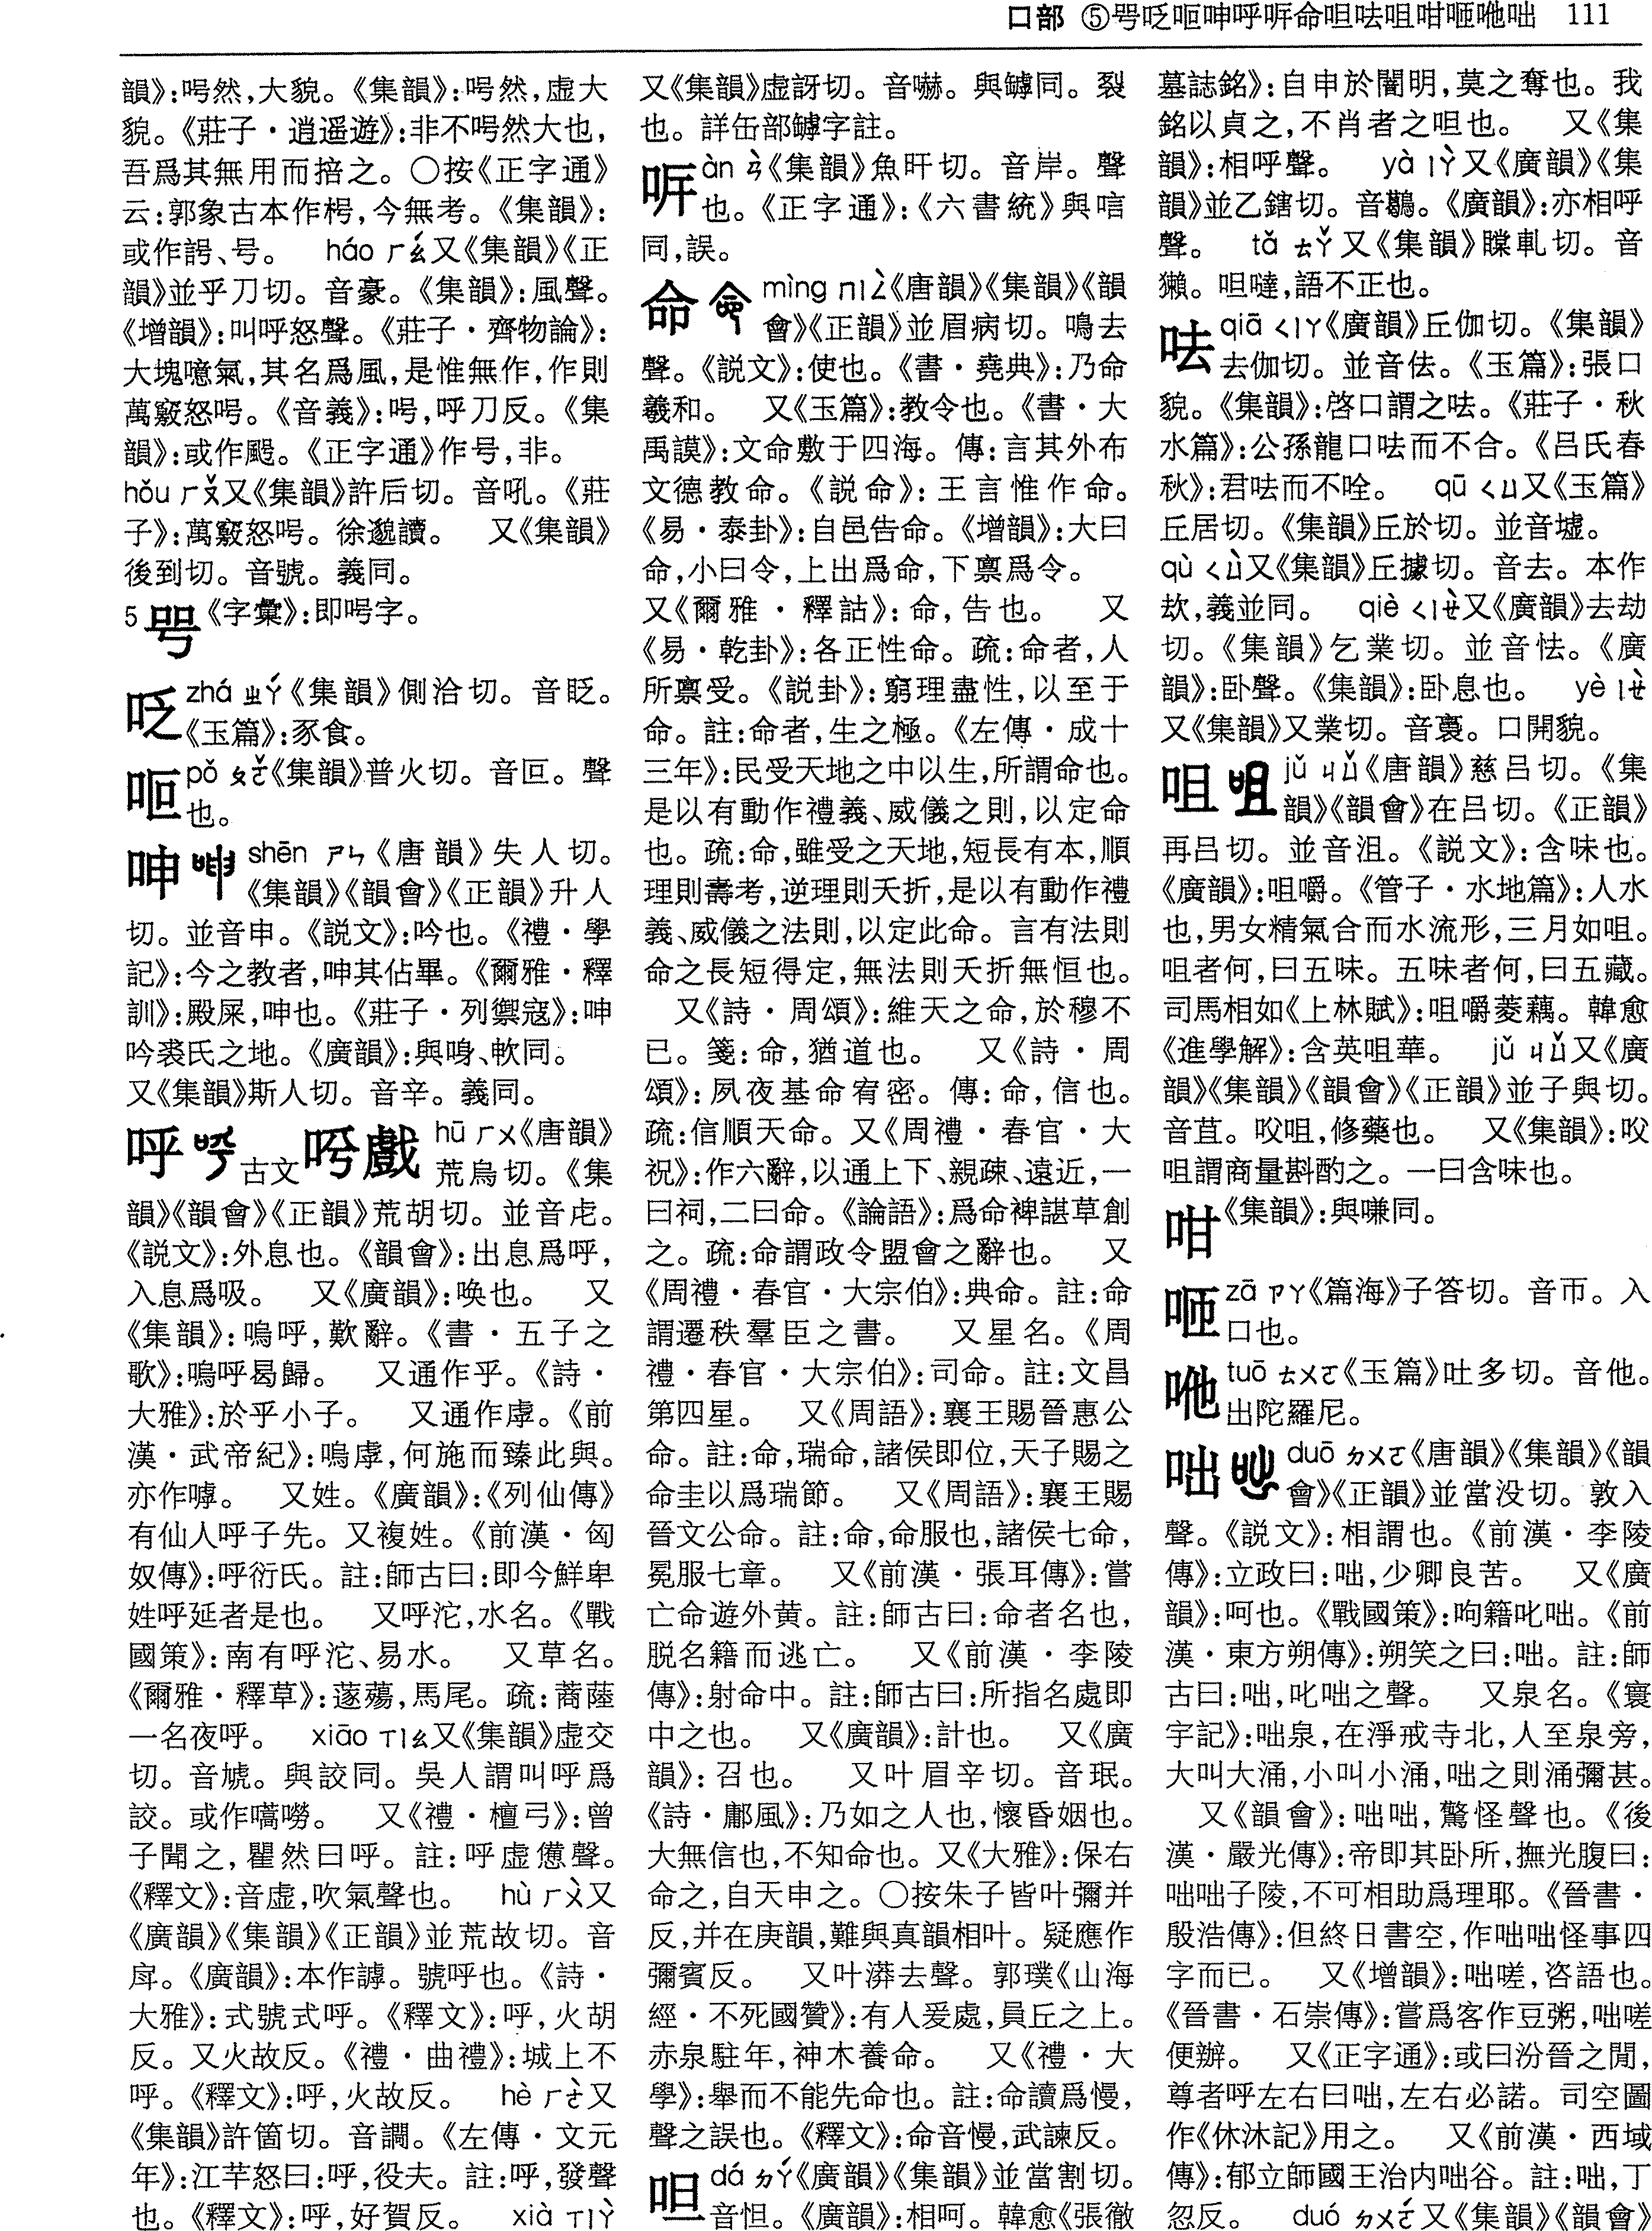 口部 ⑤咢㕹㕷呻呼㖃命呾呿咀咁咂咃咄 111
韻》:呺然,大貌。《集韻》:呺然,虛大
貌。《莊子·逍遥遊》:非不呺然大也,
吾爲其無用而掊之。〇按《正字通》
云:郭象古本作枵,今無考。《集韻》:
或作謣、号。 háo ㄏㄠˊ又《集韻》《正
韻》並乎刀切。音豪。《集韻》:風聲。
《增韻》:叫呼怒聲。《莊子·齊物論》:
大塊噫氣,其名爲風,是惟無作,作則
萬竅怒呺。《音義》:呺,呼刀反。《集
韻》:或作飂。《正字通》作号,非。
hǒu ㄏㄡˇ又《集韻》許后切。音吼。《莊
子》:萬竅怒呺。徐邈讀。 又《集韻》
後到切。音號。義同。
5 《字彙》:即呺字。
zhá ㄓㄚˊ《集韻》側洽切。音眨。
《玉篇》:豕食。
pǒ ㄆㄛˇ《集韻》普火切。音叵。聲
也。
呻 shēn ㄕㄣ《唐韻》失人切。
《集韻》《韻會》《正韻》升人
切。並音申。《説文》:吟也。《禮·學
記》:今之教者,呻其佔畢。《爾雅·釋
訓》:殿屎,呻也。《莊子·列禦寇》:呻
吟裘氏之地。《廣韻》:與㖗、㰠同。
又《集韻》斯人切。音辛。義同。
呼 古文 戲 hū ㄏㄨ《唐韻》
荒烏切。《集
韻》《韻會》《正韻》荒胡切。並音虍。
《説文》:外息也。《韻會》:出息爲呼,
入息爲吸。 又《廣韻》:唤也。 又
《集韻》:嗚呼,歎辭。《書·五子之
歌》:嗚呼曷歸。 又通作乎。《詩·
大雅》:於乎小子。 又通作虖。《前
漢·武帝紀》:嗚虖,何施而臻此與。
亦作嘑。 又姓。《廣韻》:《列仙傳》
有仙人呼子先。又複姓。《前漢·匈
奴傳》:呼衍氏。註:師古曰:即今鮮卑
姓呼延者是也。 又呼沱,水名。《戰
國策》:南有呼沱、易水。 又草名。
《爾雅·釋草》:蓫薚,馬尾。疏:蔏蓫
一名夜呼。 xiāo ㄒㄧㄠ又《集韻》虚交
切。音虓。與詨同。吳人謂叫呼爲
詨。或作嚆嘮。 又《禮·檀弓》:曾
子聞之,瞿然曰呼。註:呼虚憊聲。
《釋文》:音虚,吹氣聲也。 hù ㄏㄨˋ又
《廣韻》《集韻》《正韻》並荒故切。音
戽。《廣韻》:本作謼。號呼也。《詩·
大雅》:式號式呼。《釋文》:呼,火胡
反。又火故反。《禮·曲禮》:城上不
呼。《釋文》:呼,火故反。 hè ㄏㄜˋ又
《集韻》許箇切。音諣。《左傳·文元
年》:江芊怒曰:呼,役夫。註:呼,發聲
也。《釋文》:呼,好賀反。 xià ㄒㄧㄚˋ
又《集韻》虚訝切。音嚇。與罅同。裂
也。詳缶部罅字註。
àn ㄢˋ《集韻》魚旰切。音岸。聲
也。《正字通》:《六書統》與唁
同,誤。
命 mìng ㄇㄧㄥˋ《唐韻》《集韻》《韻
會》《正韻》並眉病切。鳴去
聲。《説文》:使也。《書·堯典》:乃命
羲和。 又《玉篇》:教令也。《書·大
禹謨》:文命敷于四海。傳:言其外布
文德教命。《説命》:王言惟作命。
《易·泰卦》:自邑告命。《增韻》:大曰
命,小曰令,上出爲命,下稟爲令。
又《爾雅·釋詁》:命,告也。 又
《易·乾卦》:各正性命。疏:命者,人
所禀受。《説卦》:窮理盡性,以至于
命。註:命者,生之極。《左傳·成十
三年》:民受天地之中以生,所謂命也。
是以有動作禮義、威儀之則,以定命
也。疏:命,雖受之天地,短長有本,順
理則壽考,逆理則夭折,是以有動作禮
義、威儀之法則,以定此命。言有法則
命之長短得定,無法則夭折無恒也。
又《詩·周頌》:維天之命,於穆不
已。箋:命,猶道也。 又《詩·周
頌》:夙夜基命宥密。傳:命,信也。
疏:信順天命。又《周禮·春官·大
祝》:作六辭,以通上下、親疎、遠近,一
曰祠,二曰命。《論語》:爲命裨諶草創
之。疏:命謂政令盟會之辭也。 又
《周禮·春官·大宗伯》:典命。註:命
謂遷秩羣臣之書。 又星名。《周
禮·春官·大宗伯》:司命。註:文昌
第四星。 又《周語》:襄王賜晉惠公
命。註:命,瑞命,諸侯即位,天子賜之
命圭以爲瑞節。 又《周語》:襄王賜
晉文公命。註:命,命服也,諸侯七命,
冕服七章。 又《前漢·張耳傳》:嘗
亡命遊外黄。註:師古曰:命者名也,
脱名籍而逃亡。 又《前漢·李陵
傳》:射命中。註:師古曰:所指名處即
中之也。 又《廣韻》:計也。 又《廣
韻》:召也。 又叶眉辛切。音珉。
《詩·鄘風》:乃如之人也,懷昏姻也。
大無信也,不知命也。又《大雅》:保右
命之,自天申之。〇按朱子皆叶彌并
反,并在庚韻,難與真韻相叶。疑應作
彌賓反。 又叶漭去聲。郭璞《山海
經·不死國贊》:有人爰處,員丘之上。
赤泉駐年,神木養命。 又《禮·大
學》:舉而不能先命也。註:命讀爲慢,
聲之誤也。《釋文》:命音慢,武諫反。
呾 dá ㄉㄚˊ《廣韻》《集韻》並當割切。
音怛。《廣韻》:相呵。韓愈《張徹
墓誌銘》:自申於闇明,莫之奪也。我
銘以貞之,不肖者之呾也。 又《集
韻》:相呼聲。 yà ㄧㄚˋ又《廣韻》《集
韻》並乙鎋切。音鷃。《廣韻》:亦相呼
聲。 tǎ ㄊㄚˇ又《集韻》䁾軋切。音
獺。呾噠,語不正也。
呿 qiā ㄑㄧㄚ《廣韻》丘伽切。《集韻》
去伽切。並音佉。《玉篇》:張口
貌。《集韻》:啓口謂之呿。《莊子·秋
水篇》:公孫龍口呿而不合。《吕氏春
秋》:君呿而不唫。 qū ㄑㄩ又《玉篇》
丘居切。《集韻》丘於切。並音墟。
qù ㄑㄩˋ又《集韻》丘據切。音去。本作
㰦,義並同。 qiè ㄑㄧㄝˋ又《廣韻》去劫
切。《集韻》乞業切。並音怯。《廣
韻》:卧聲。《集韻》:卧息也。 yè ㄧㄝˋ
又《集韻》又業切。音裛。口開貌。
咀 jǔ ㄐㄩˇ《唐韻》慈吕切。《集
韻》《韻會》在吕切。《正韻》
再吕切。並音沮。《説文》:含味也。
《廣韻》:咀嚼。《管子·水地篇》:人水
也,男女精氣合而水流形,三月如咀。
咀者何,曰五味。五味者何,曰五藏。
司馬相如《上林賦》:咀嚼菱藕。韓愈
《進學解》:含英咀華。 jǔ ㄐㄩˇ又《廣
韻》《集韻》《韻會》《正韻》並子與切。
音苴。㕮咀,修藥也。 又《集韻》:㕮
咀謂商量斟酌之。一曰含味也。
咁 《集韻》:與嗛同。
咂 zā ㄗㄚ《篇海》子答切。音帀。入
口也。
咃 tuō ㄊㄨㄛ《玉篇》吐多切。音他。
出陀羅尼。
咄 duō ㄉㄨㄛ《唐韻》《集韻》《韻
會》《正韻》並當没切。敦入
聲。《説文》:相謂也。《前漢·李陵
傳》:立政曰:咄,少卿良苦。 又《廣
韻》:呵也。《戰國策》:呴籍叱咄。《前
漢·東方朔傳》:朔笑之曰:咄。註:師
古曰:咄,叱咄之聲。 又泉名。《寰
宇記》:咄泉,在淨戒寺北,人至泉旁,
大叫大涌,小叫小涌,咄之則涌彌甚。
又《韻會》:咄咄,驚怪聲也。《後
漢·嚴光傳》:帝即其卧所,撫光腹曰:
咄咄子陵,不可相助爲理耶。《晉書·
殷浩傳》:但終日書空,作咄咄怪事四
字而已。 又《增韻》:咄嗟,咨語也。
《晉書·石崇傳》:嘗爲客作豆粥,咄嗟
便辦。 又《正字通》:或曰汾晉之間,
尊者呼左右曰咄,左右必諾。司空圖
作《休沐記》用之。 又《前漢·西域
傳》:郁立師國王治内咄谷。註:咄,丁
忽反。 duó ㄉㄨㄛˊ又《集韻》《韻會》